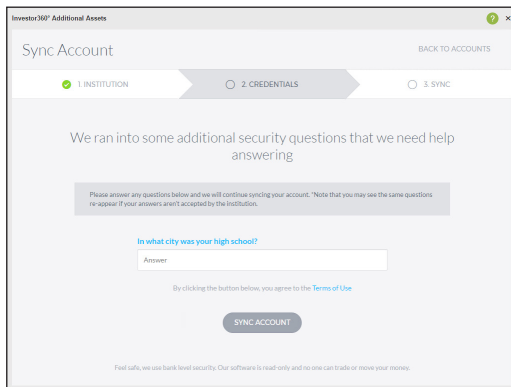 Investor360° Additional Assets
? ×
Sync Account
BACK TO ACCOUNTS
1. INSTITUTION
2. CREDENTIALS
3. SYNC
We ran into some additional security questions that we need help
answering
Please answer any questions below and we will continue syncing your account. *Note that you may see the same questions
re-appear if your answers aren't accepted by the institution.
In what city was your high school?
Answer
By clicking the button below, you agree to the Terms of Use
SYNC ACCOUNT
Feel safe, we use bank level security. Our software is read-only and no one can trade or move your money.